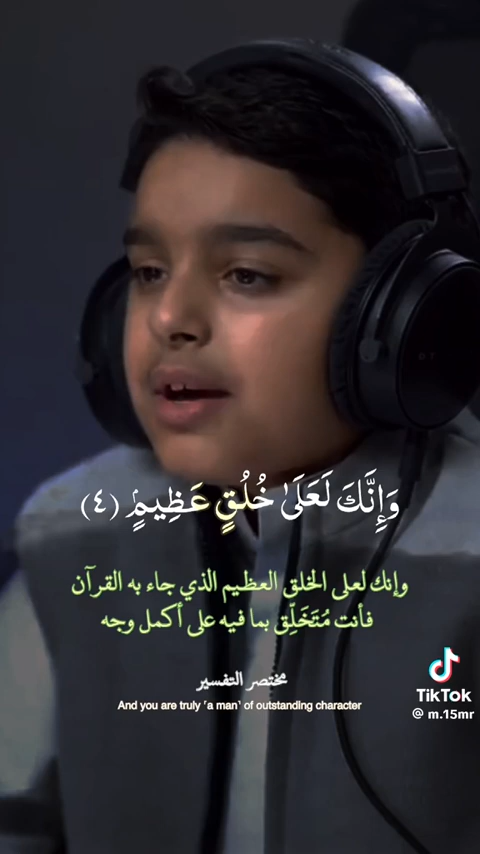 وَإِنَّكَ لَعَلَىٰ خُلُقٍ عَظِيمٍ (٤)
وإنك لعلى الخلق العظيم الذي جاء به القرآن
فأنت مُتَخَلِّق بما فيه على أكمل وجه
مختصر التفسير
And you are truly ˹a man˺ of outstanding character
TikTok
@ m.15mr